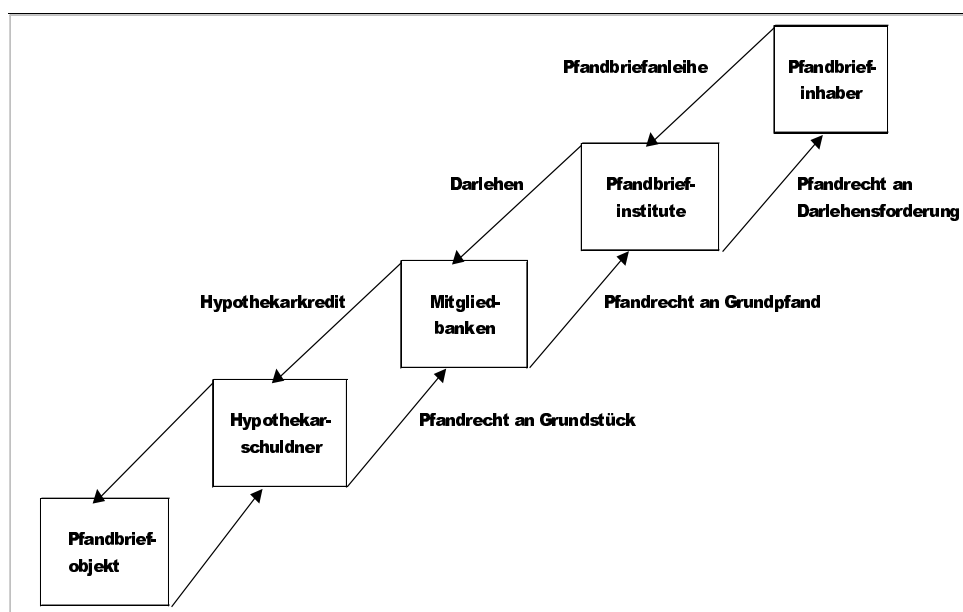 Pfandbriefanleihe
Pfandbrief-
inhaber
Darlehen
Pfandbrief-
institute
Pfandrecht an
Darlehensforderung
Hypothekarkredit
Mitglied-
banken
Pfandrecht an Grundpfand
Hypothekar-
schuldner
Pfandrecht an Grundstück
Pfandbrief-
objekt